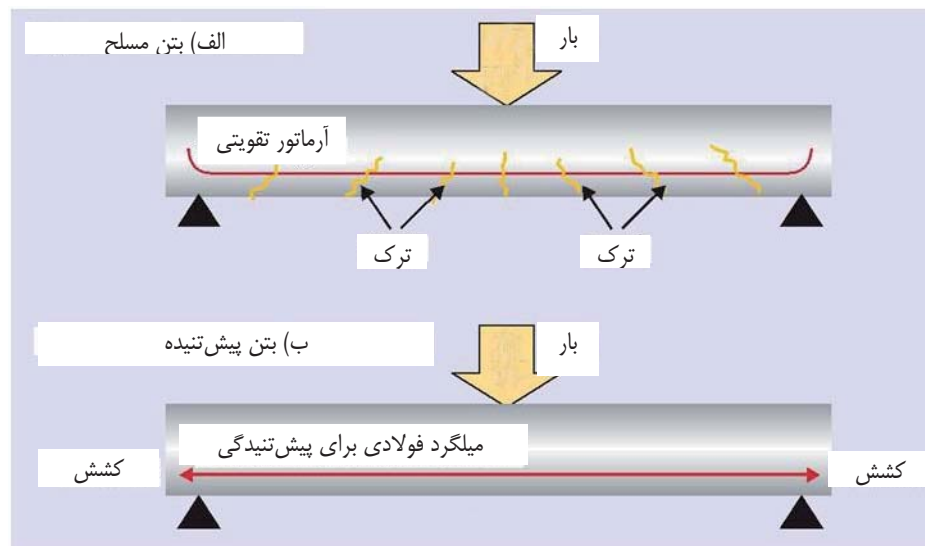 الف) بتن مسلح
بار
آرماتور تقویتی
ترک
ترک
ب) بتن پیش‌تنیده
بار
میلگرد فولادی برای پیش‌تنیدگی
کشش
کشش